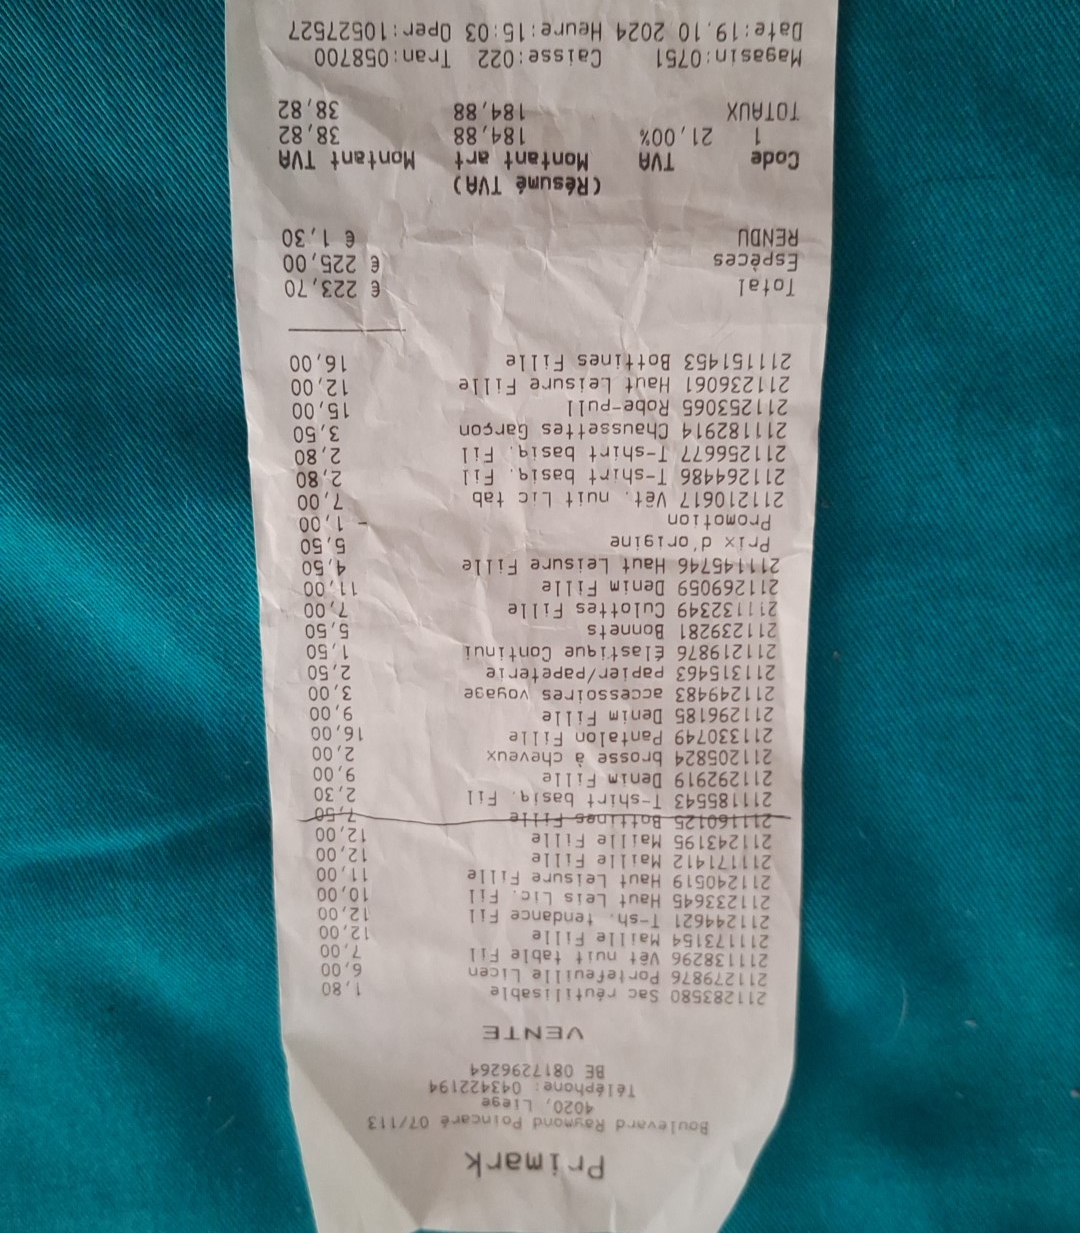 Primark
Boulevard Raymond Poincaré 07/113
4020, Liege
Téléphone: 043422194
BE 0817296264
VENTE
211283580 Sac réutilisable 1,80
211279876 Portefeuille Licen 6,00
211138296 Vêt nuit table Fil 7,00
211173154 Maille Fille 12,00
211244621 T-sh. tendance Fil 12,00
211233645 Haut Leis Lic. Fil 10,00
211240519 Haut Leisure Fille 11,00
211171412 Maille Fille 12,00
211243195 Maille Fille 12,00
211160125 Bottines Fille 7,50
211185543 T-shirt basiq. Fil 2,30
211292919 Denim Fille 9,00
211205824 brosse à cheveux 2,00
211330749 Pantalon Fille 16,00
211296185 Denim Fille 9,00
211249483 accessoires voyage 3,00
211315463 papier/papeterie 2,50
211219876 Élastique Continui 1,50
211239281 Bonnets 5,50
211132349 Culottes Fille 7,00
211269059 Denim Fille 11,00
211145746 Haut Leisure Fille 4,50
Prix d'origine 5,50
Promotion - 1,00
211210617 Vêt. nuit Lic tab 7,00
211264486 T-shirt basiq. Fil 2,80
211256677 T-shirt basiq. Fil 2,80
211182914 Chaussettes Garçon 3,50
211253065 Robe-pull 15,00
211236061 Haut Leisure Fille 12,00
211151453 Bottines Fille 16,00
Total € 223,70
Espèces € 225,00
RENDU € 1,30
(Résumé TVA)
Code TVA Montant art Montant TVA
1 21,00% 184,88 38,82
TOTAUX 184,88 38,82
Magasin:0751 Caisse:022 Tran:058700
Date:19.10.2024 Heure:15:03 Oper:10527527